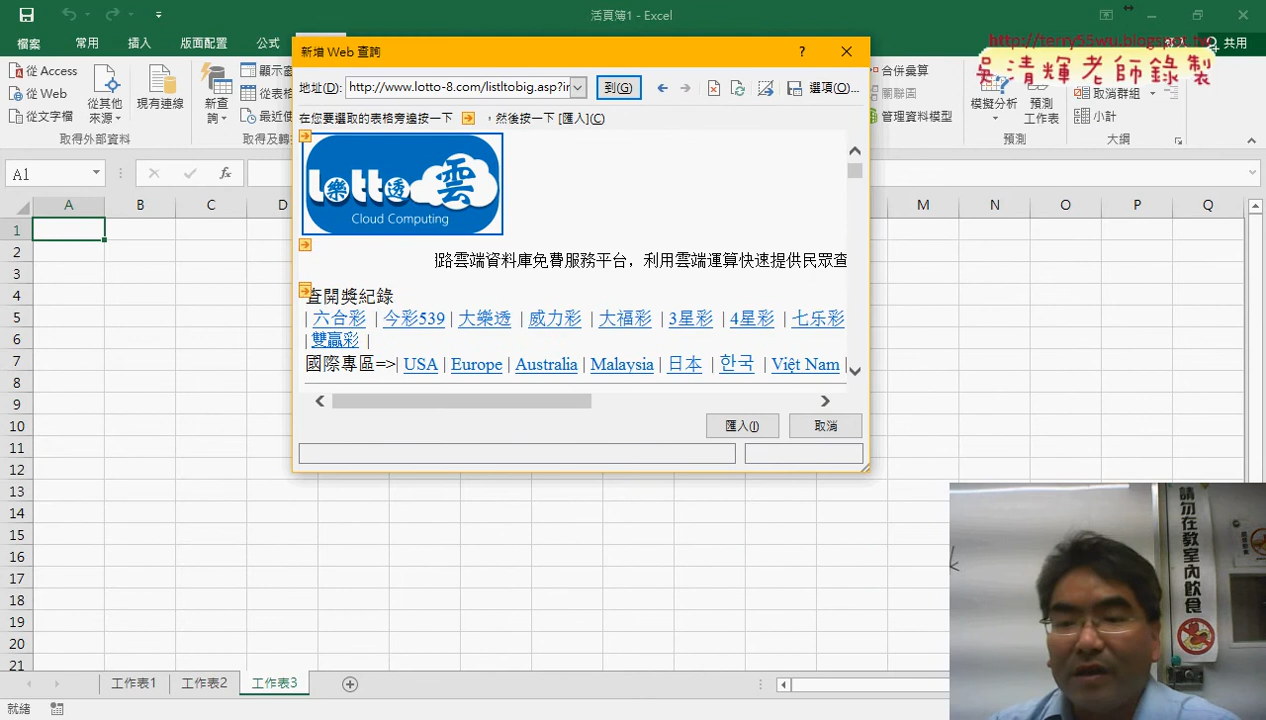 活頁簿1 - Excel
http://terry55wu.blogspot.tw
吳清輝老師錄製
檔案 常用 插入 版面配置 公式
共用
從 Access
從 Web
從文字檔
從其他來源
現有連線
取得外部資料
新查詢
顯示查
從表格
最近使
取得及轉
合併彙算
關聯圖
管理資料模型
模擬分析
預測工作表
預測
取消群組
小計
大綱
新增 Web 查詢
?
地址(D): http://www.lotto-8.com/listltobig.asp?ir
到(G)
選項(O)...
在您要選取的表格旁邊按一下 ，然後按一下 [匯入](C)
Lotto
樂透雲
Cloud Computing
路雲端資料庫免費服務平台，利用雲端運算快速提供民眾查
查開獎紀錄
| 六合彩 | 今彩539 | 大樂透 | 威力彩 | 大福彩 | 3星彩 | 4星彩 | 七乐彩
| 雙贏彩 |
國際專區=>| USA | Europe | Australia | Malaysia | 日本 | 한국 | Việt Nam |
匯入(I) 取消
A1
fx
A B C D M N O P Q
1
2
3
4
5
6
7
8
9
10
11
12
13
14
15
16
17
18
19
20
21
請勿在教室內飲食
工作表1 工作表2 工作表3
就緒